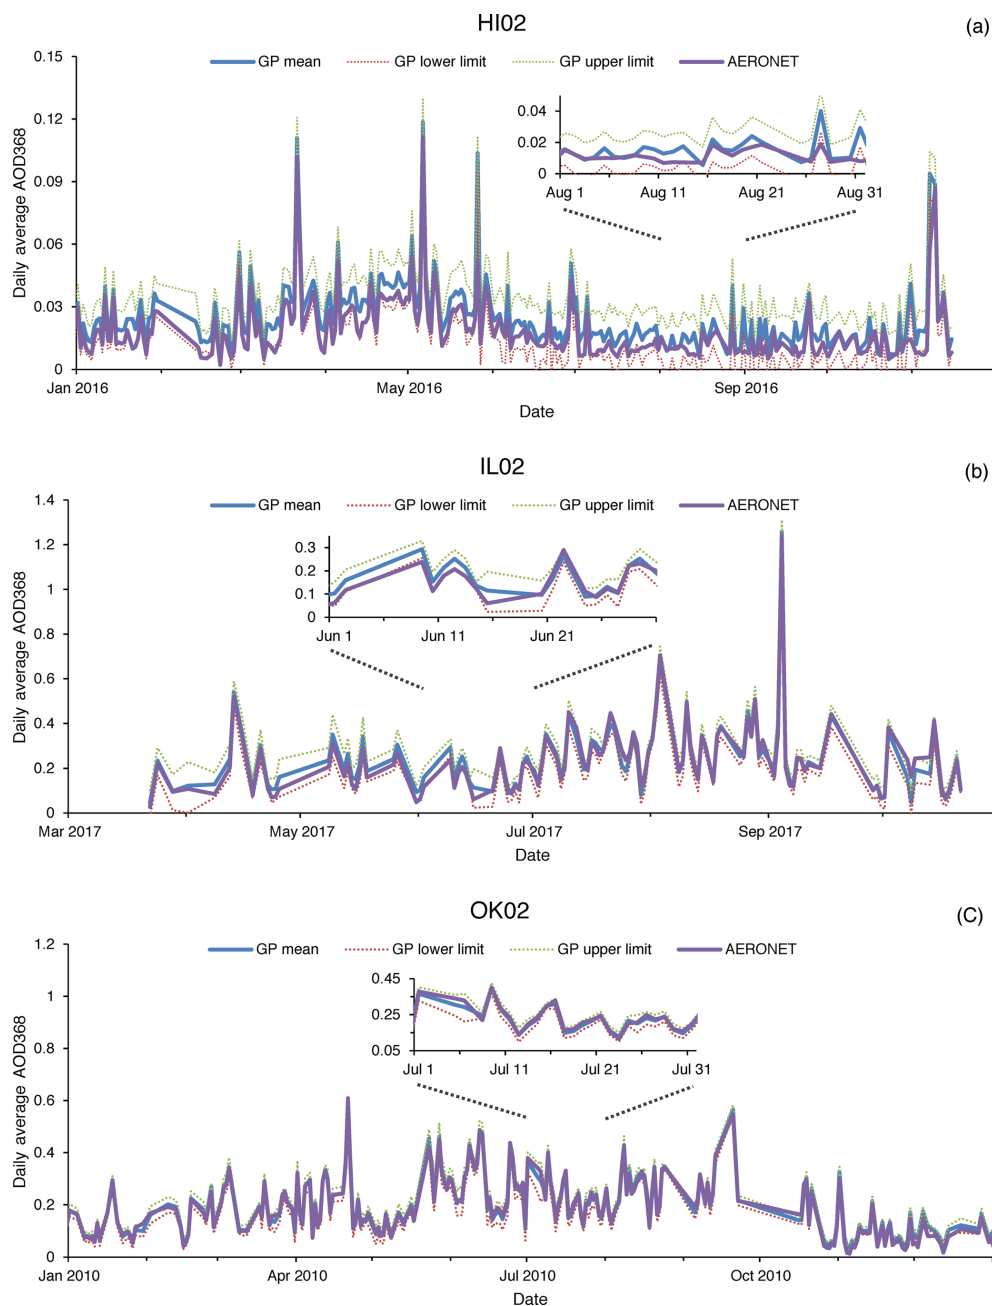 HI02
(a)
0.15
GP mean GP lower limit GP upper limit AERONET
0.12
0.09
0.06
0.03
0
Daily average AOD368
0.04
0.02
0
Aug 1 Aug 11 Aug 21 Aug 31
Jan 2016 May 2016 Sep 2016
Date
IL02
(b)
1.4
GP mean GP lower limit GP upper limit AERONET
1.2
1
0.8
0.6
0.4
0.2
0
Daily average AOD368
0.3
0.2
0.1
0
Jun 1 Jun 11 Jun 21
Mar 2017 May 2017 Jul 2017 Sep 2017
Date
OK02
(C)
1.2
GP mean GP lower limit GP upper limit AERONET
1
0.8
0.6
0.4
0.2
0
Daily average AOD368
0.45
0.25
0.05
Jul 1 Jul 11 Jul 21 Jul 31
Jan 2010 Apr 2010 Jul 2010 Oct 2010
Date